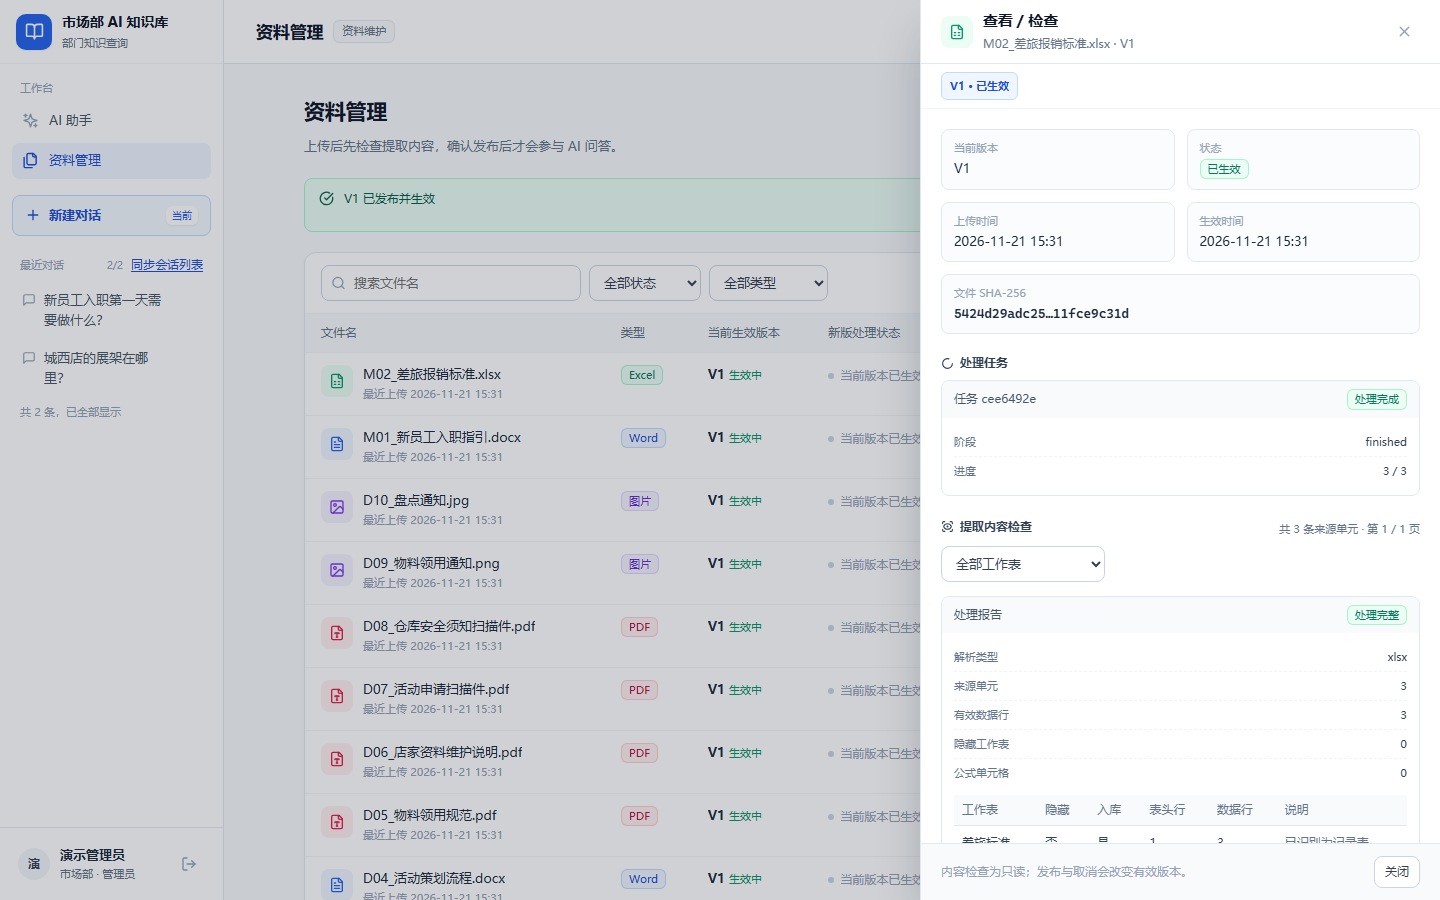 市场部 AI 知识库
部门知识查询
工作台
AI 助手
资料管理
新建对话
当前
最近对话
2/2
同步会话列表
新员工入职第一天需
要做什么?
城西店的展架在哪
里?
共 2 条，已全部显示
演
演示管理员
市场部 · 管理员
资料管理
资料维护
资料管理
上传后先检查提取内容，确认发布后才会参与 AI 问答。
V1 已发布并生效
搜索文件名
全部状态
全部类型
文件名
类型
当前生效版本
新版处理状态
M02_差旅报销标准.xlsx
最近上传 2026-11-21 15:31
Excel
V1 生效中
当前版本已生效
M01_新员工入职指引.docx
最近上传 2026-11-21 15:31
Word
V1 生效中
当前版本已生效
D10_盘点通知.jpg
最近上传 2026-11-21 15:31
图片
V1 生效中
当前版本已生效
D09_物料领用通知.png
最近上传 2026-11-21 15:31
图片
V1 生效中
当前版本已生效
D08_仓库安全须知扫描件.pdf
最近上传 2026-11-21 15:31
PDF
V1 生效中
当前版本已生效
D07_活动申请扫描件.pdf
最近上传 2026-11-21 15:31
PDF
V1 生效中
当前版本已生效
D06_店家资料维护说明.pdf
最近上传 2026-11-21 15:31
PDF
V1 生效中
当前版本已生效
D05_物料领用规范.pdf
最近上传 2026-11-21 15:31
PDF
V1 生效中
当前版本已生效
D04_活动策划流程.docx
最近上传 2026-11-21 15:31
Word
V1 生效中
当前版本已生效
查看 / 检查
M02_差旅报销标准.xlsx · V1
V1 • 已生效
当前版本
V1
状态
已生效
上传时间
2026-11-21 15:31
生效时间
2026-11-21 15:31
文件 SHA-256
5424d29adc25…11fce9c31d
处理任务
任务 cee6492e
处理完成
阶段
finished
进度
3 / 3
提取内容检查
共 3 条来源单元 · 第 1 / 1 页
全部工作表
处理报告
处理完整
解析类型
xlsx
来源单元
3
有效数据行
3
隐藏工作表
0
公式单元格
0
工作表 隐藏 入库 表头行 数据行 说明
差旅标准 否 是 1 3 已识别为记录表
内容检查为只读；发布与取消会改变有效版本。
关闭